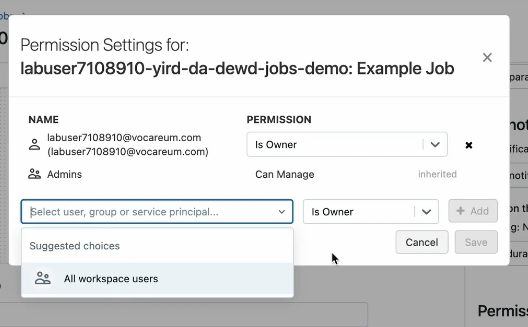 Permission Settings for:
labuser7108910-yird-da-dewd-jobs-demo: Example Job
NAME
PERMISSION
labuser7108910@vocareum.com
(labuser7108910@vocareum.com)
Is Owner
Admins
Can Manage
inherited
Select user, group or service principal...
Is Owner
+ Add
Suggested choices
All workspace users
Cancel
Save
Permiss